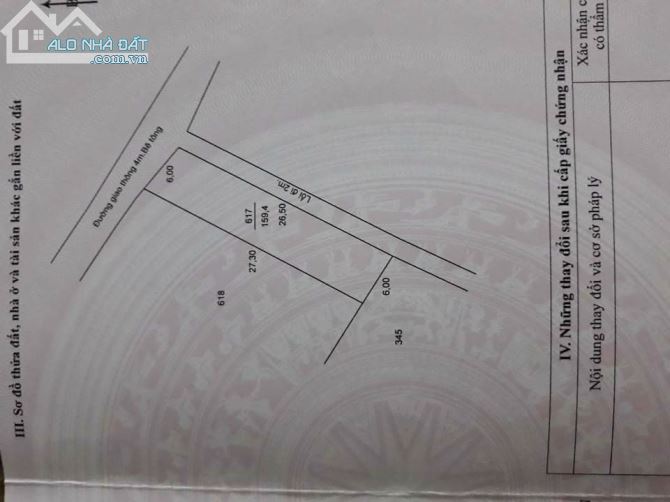 ALO NHÀ ĐẤT
.com.vn
III. Sơ đồ thửa đất, nhà ở và tài sản khác gắn liền với đất
Đường giao thông 4m.Bê tông
6,00
Lối đi 2m.
617
159,4
26,50
27,30
618
6,00
345
IV. Những thay đổi sau khi cấp giấy chứng nhận
Nội dung thay đổi và cơ sở pháp lý
Xác nhận c
có thẩm